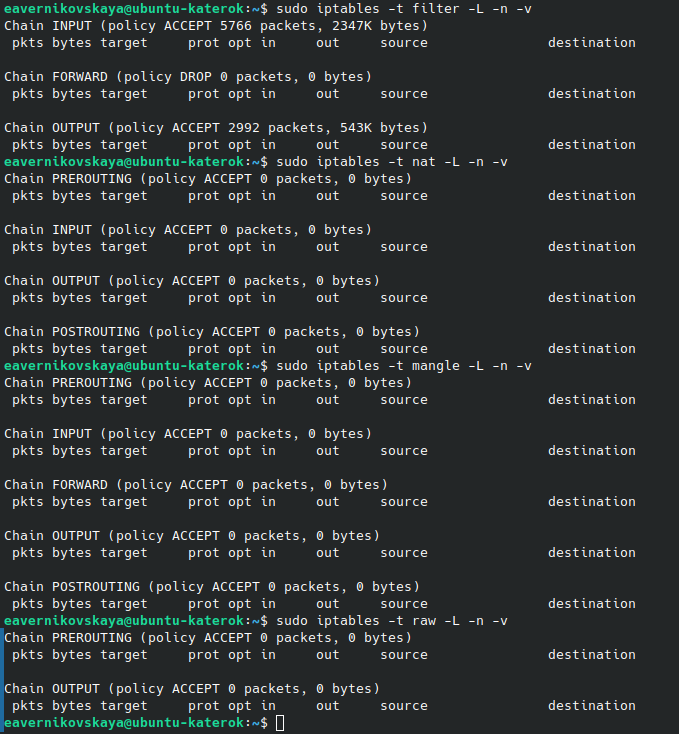 eavernikovskaya@ubuntu-katerok:~$ sudo iptables -t filter -L -n -v
Chain INPUT (policy ACCEPT 5766 packets, 2347K bytes)
 pkts bytes target     prot opt in     out     source               destination

Chain FORWARD (policy DROP 0 packets, 0 bytes)
 pkts bytes target     prot opt in     out     source               destination

Chain OUTPUT (policy ACCEPT 2992 packets, 543K bytes)
 pkts bytes target     prot opt in     out     source               destination
eavernikovskaya@ubuntu-katerok:~$ sudo iptables -t nat -L -n -v
Chain PREROUTING (policy ACCEPT 0 packets, 0 bytes)
 pkts bytes target     prot opt in     out     source               destination

Chain INPUT (policy ACCEPT 0 packets, 0 bytes)
 pkts bytes target     prot opt in     out     source               destination

Chain OUTPUT (policy ACCEPT 0 packets, 0 bytes)
 pkts bytes target     prot opt in     out     source               destination

Chain POSTROUTING (policy ACCEPT 0 packets, 0 bytes)
 pkts bytes target     prot opt in     out     source               destination
eavernikovskaya@ubuntu-katerok:~$ sudo iptables -t mangle -L -n -v
Chain PREROUTING (policy ACCEPT 0 packets, 0 bytes)
 pkts bytes target     prot opt in     out     source               destination

Chain INPUT (policy ACCEPT 0 packets, 0 bytes)
 pkts bytes target     prot opt in     out     source               destination

Chain FORWARD (policy ACCEPT 0 packets, 0 bytes)
 pkts bytes target     prot opt in     out     source               destination

Chain OUTPUT (policy ACCEPT 0 packets, 0 bytes)
 pkts bytes target     prot opt in     out     source               destination

Chain POSTROUTING (policy ACCEPT 0 packets, 0 bytes)
 pkts bytes target     prot opt in     out     source               destination
eavernikovskaya@ubuntu-katerok:~$ sudo iptables -t raw -L -n -v
Chain PREROUTING (policy ACCEPT 0 packets, 0 bytes)
 pkts bytes target     prot opt in     out     source               destination

Chain OUTPUT (policy ACCEPT 0 packets, 0 bytes)
 pkts bytes target     prot opt in     out     source               destination
eavernikovskaya@ubuntu-katerok:~$